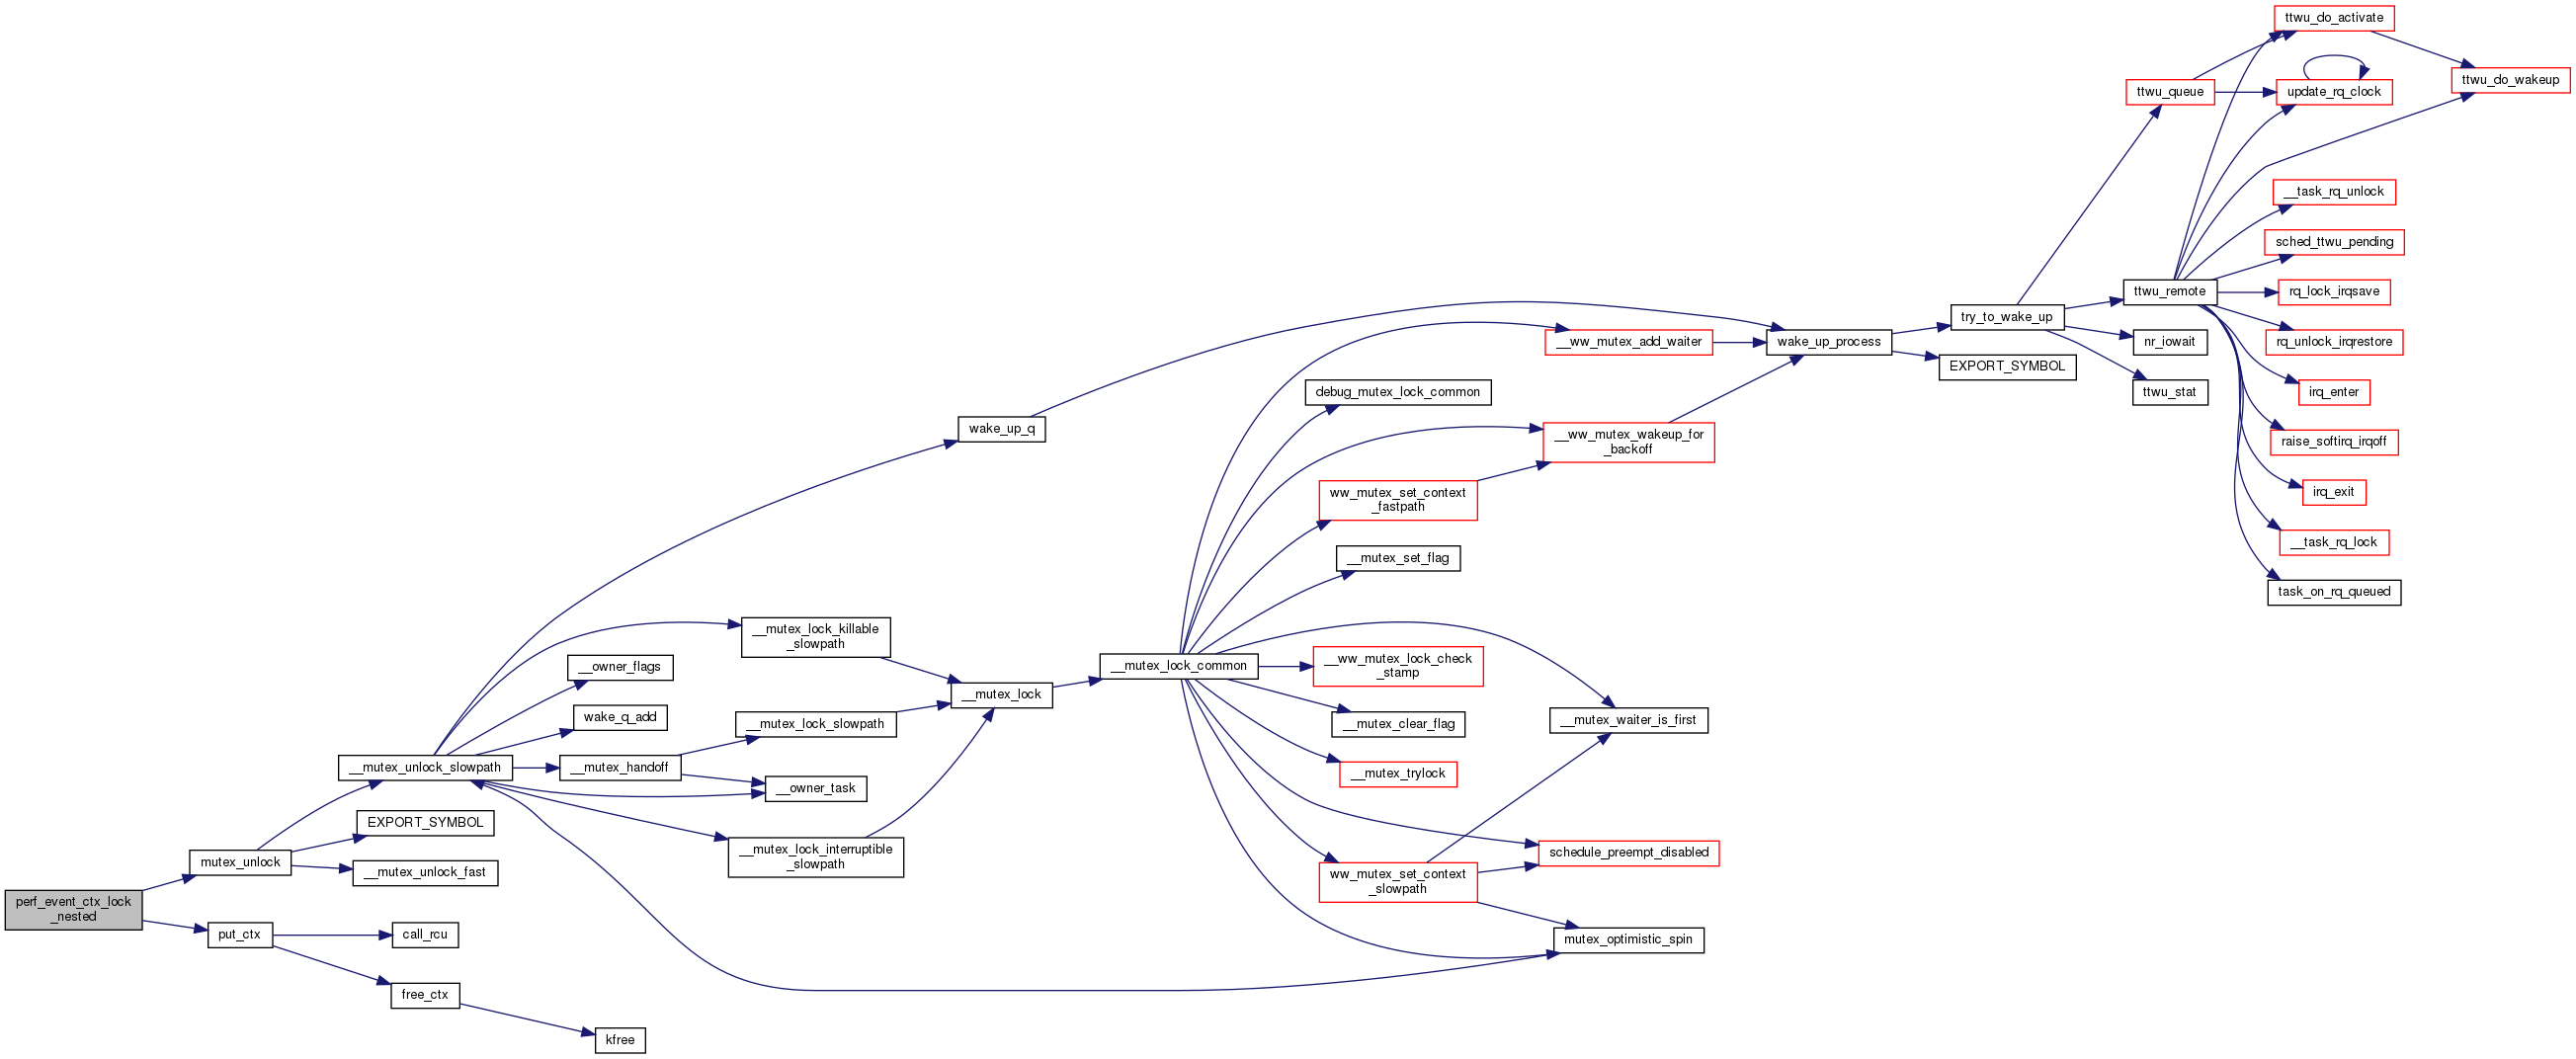 perf_event_ctx_lock
_nested
mutex_unlock
put_ctx
__mutex_unlock_slowpath
EXPORT_SYMBOL
__mutex_unlock_fast
call_rcu
free_ctx
kfree
__owner_flags
wake_q_add
__mutex_handoff
__mutex_lock_killable
_slowpath
__mutex_lock_slowpath
__owner_task
__mutex_lock_interruptible
_slowpath
wake_up_q
__mutex_lock
__mutex_lock_common
debug_mutex_lock_common
ww_mutex_set_context
_fastpath
__mutex_set_flag
__ww_mutex_lock_check
_stamp
__mutex_clear_flag
__mutex_trylock
ww_mutex_set_context
_slowpath
__ww_mutex_add_waiter
__ww_mutex_wakeup_for
_backoff
__mutex_waiter_is_first
schedule_preempt_disabled
mutex_optimistic_spin
wake_up_process
try_to_wake_up
EXPORT_SYMBOL
ttwu_queue
ttwu_remote
nr_iowait
ttwu_stat
ttwu_do_activate
update_rq_clock
ttwu_do_wakeup
__task_rq_unlock
sched_ttwu_pending
rq_lock_irqsave
rq_unlock_irqrestore
irq_enter
raise_softirq_irqoff
irq_exit
__task_rq_lock
task_on_rq_queued